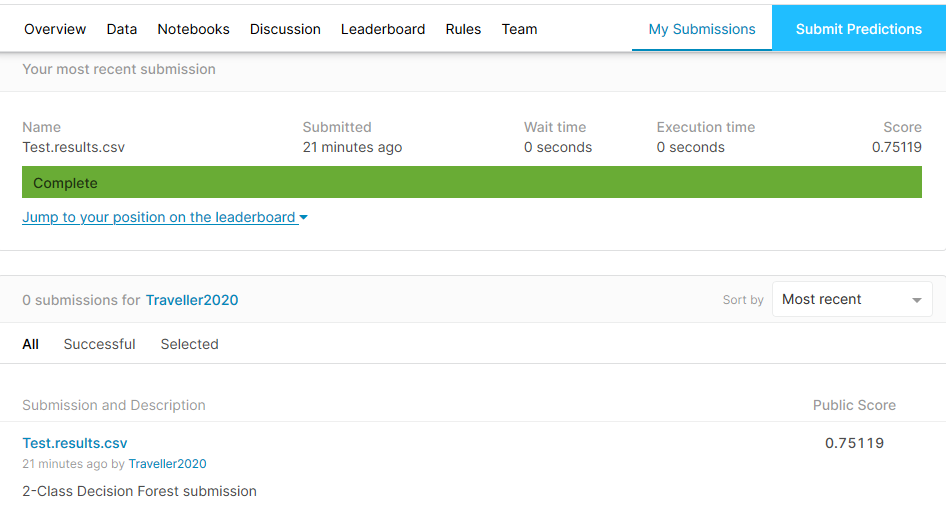 Overview Data Notebooks Discussion Leaderboard Rules Team My Submissions Submit Predictions
Your most recent submission
Name Submitted Wait time Execution time Score
Test.results.csv 21 minutes ago 0 seconds 0 seconds 0.75119
Complete
Jump to your position on the leaderboard
0 submissions for Traveller2020 Sort by Most recent
All Successful Selected
Submission and Description Public Score
Test.results.csv 0.75119
21 minutes ago by Traveller2020
2-Class Decision Forest submission